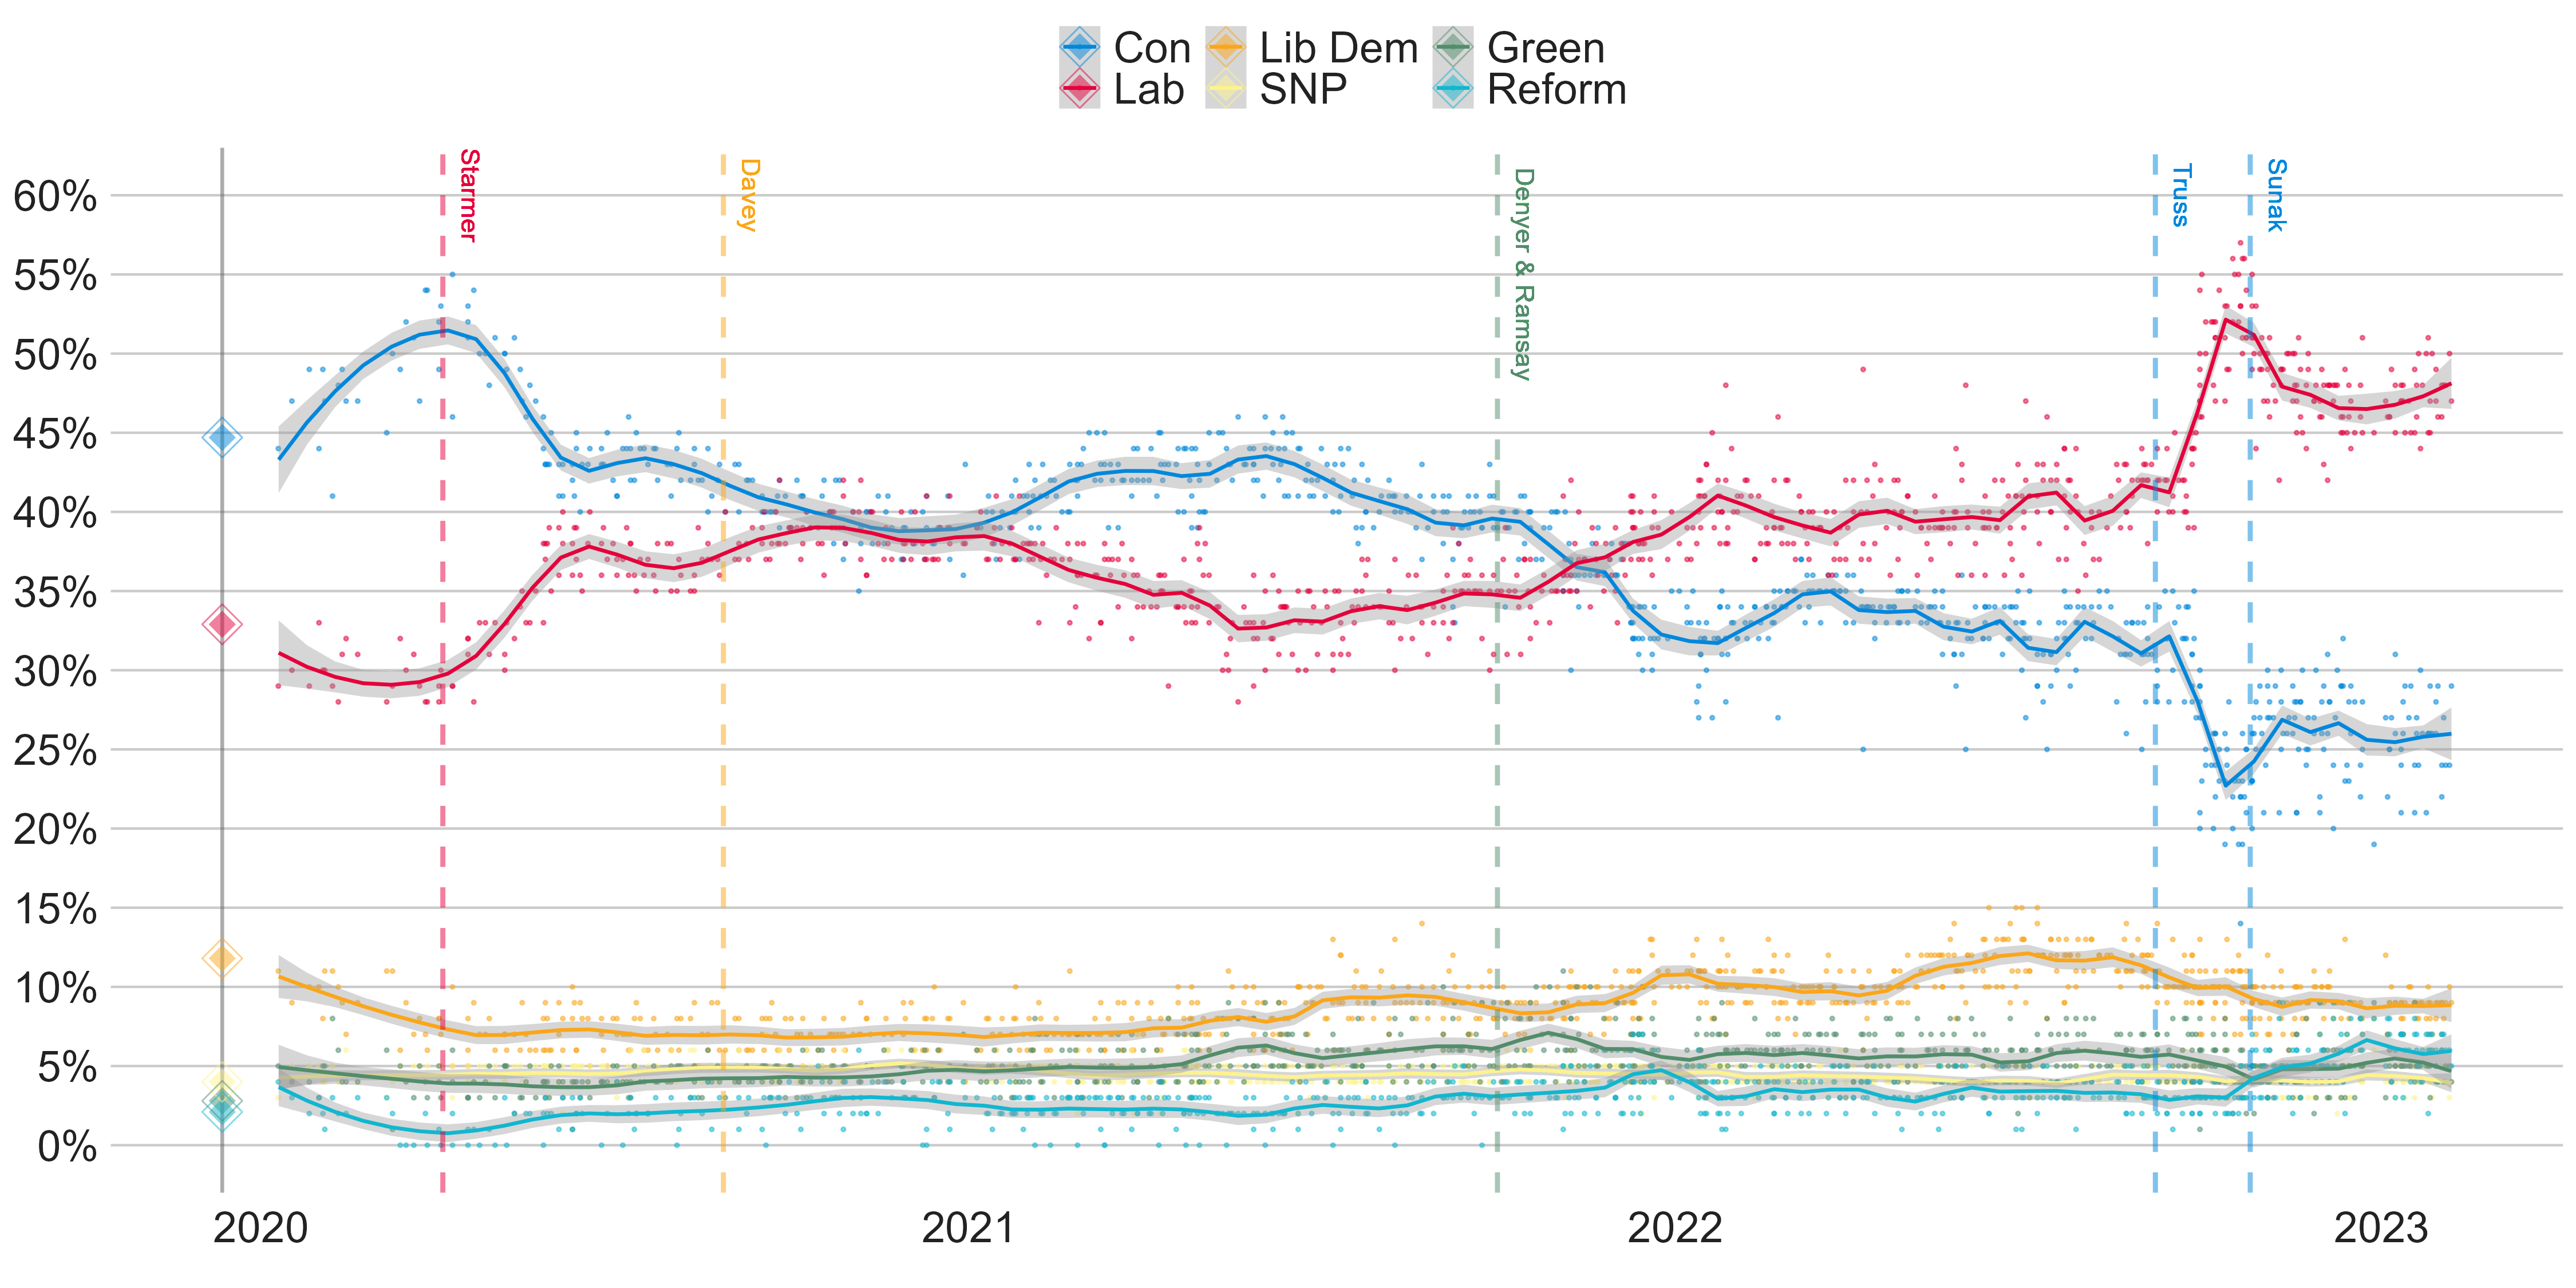 Con Lib Dem Green
Lab SNP Reform
Starmer
Davey
Denyer & Ramsay
Truss
Sunak
60%
55%
50%
45%
40%
35%
30%
25%
20%
15%
10%
5%
0%
2020 2021 2022 2023